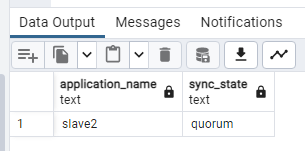 Data Output Messages Notifications
application_name sync_state
text text
1 slave2 quorum